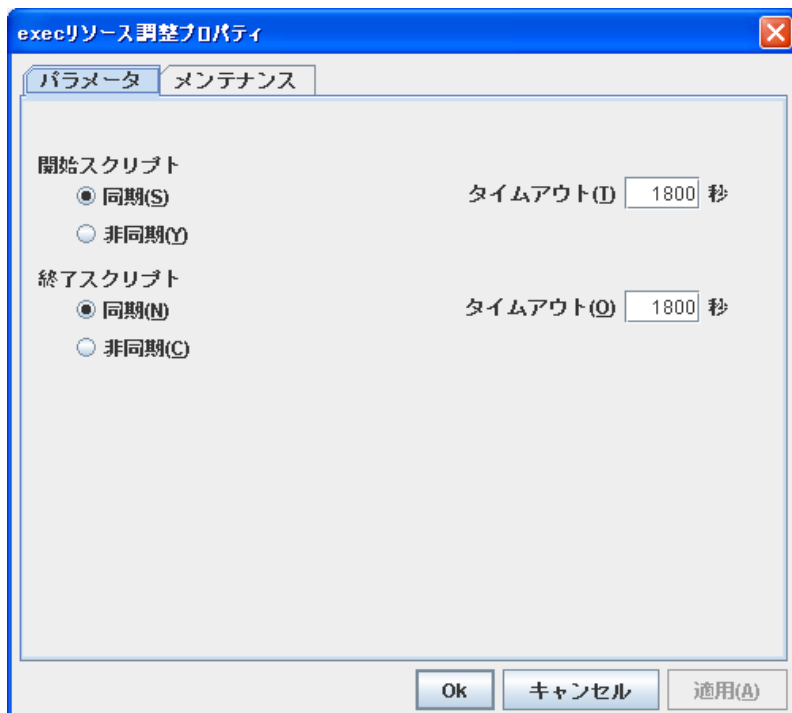 execリソース調整プロパティ
パラメータ メンテナンス
開始スクリプト
同期(S) タイムアウト(T) 1800 秒
非同期(Y)
終了スクリプト
同期(N) タイムアウト(O) 1800 秒
非同期(C)
Ok キャンセル 適用(A)